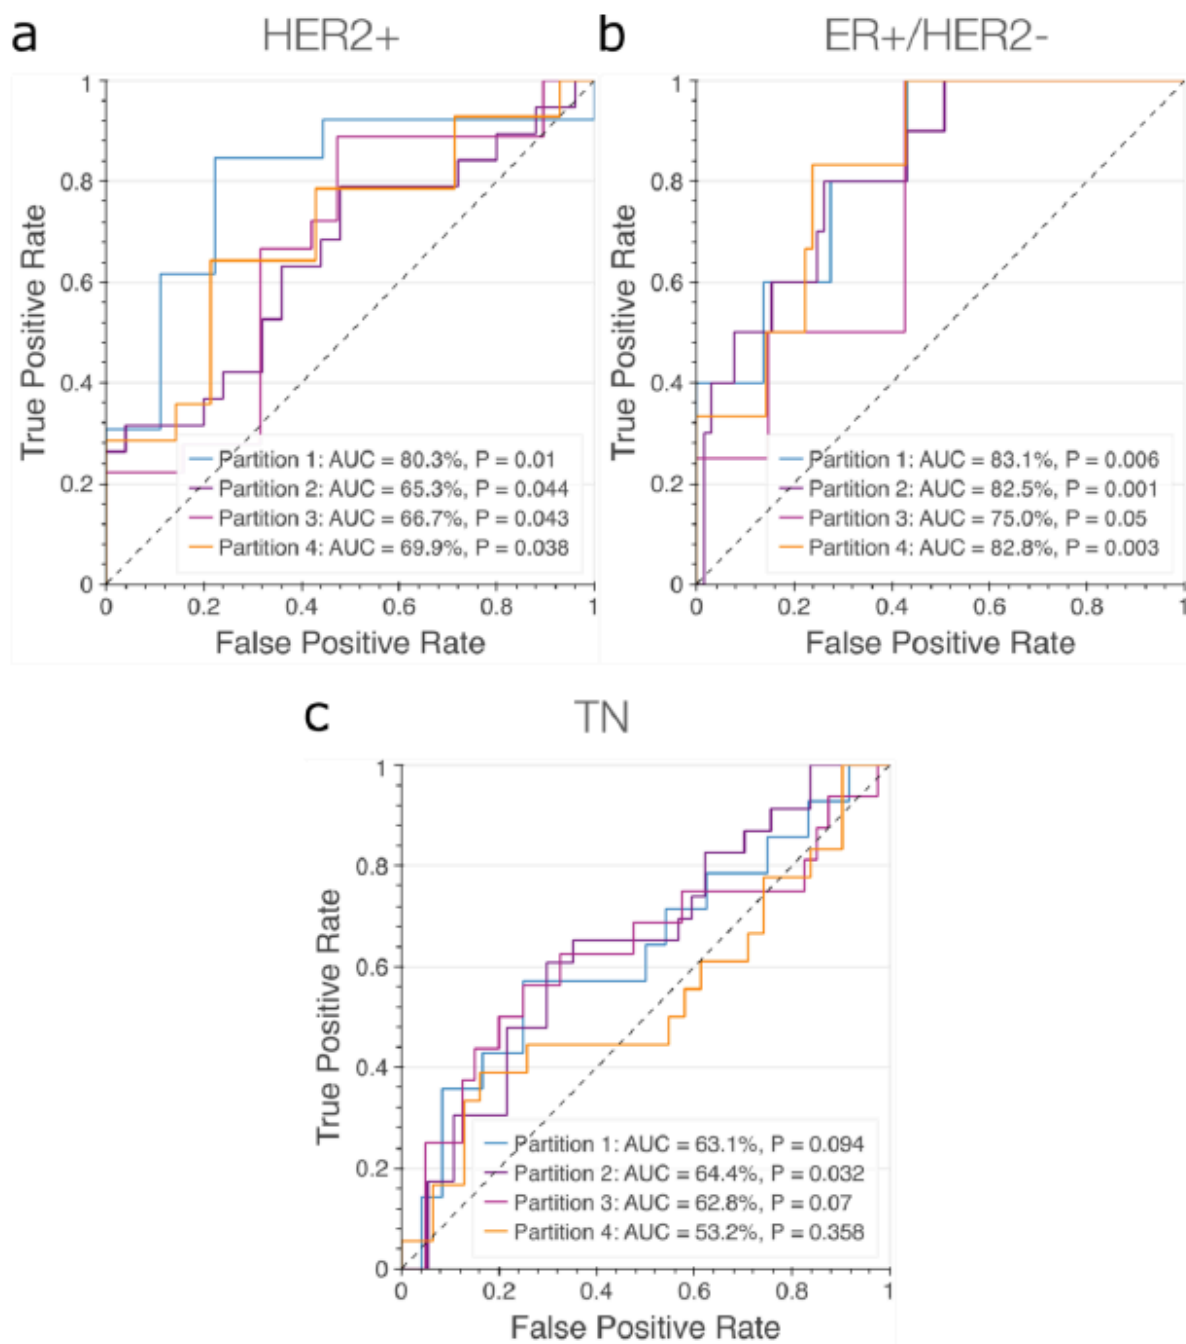 a
HER2+
True Positive Rate
1
0.8
0.6
0.4
0.2
0
Partition 1: AUC = 80.3%, P = 0.01
Partition 2: AUC = 65.3%, P = 0.044
Partition 3: AUC = 66.7%, P = 0.043
Partition 4: AUC = 69.9%, P = 0.038
0 0.2 0.4 0.6 0.8 1
False Positive Rate
b
ER+/HER2-
True Positive Rate
1
0.8
0.6
0.4
0.2
0
Partition 1: AUC = 83.1%, P = 0.006
Partition 2: AUC = 82.5%, P = 0.001
Partition 3: AUC = 75.0%, P = 0.05
Partition 4: AUC = 82.8%, P = 0.003
0 0.2 0.4 0.6 0.8 1
False Positive Rate
c
TN
True Positive Rate
1
0.8
0.6
0.4
0.2
0
Partition 1: AUC = 63.1%, P = 0.094
Partition 2: AUC = 64.4%, P = 0.032
Partition 3: AUC = 62.8%, P = 0.07
Partition 4: AUC = 53.2%, P = 0.358
0 0.2 0.4 0.6 0.8 1
False Positive Rate